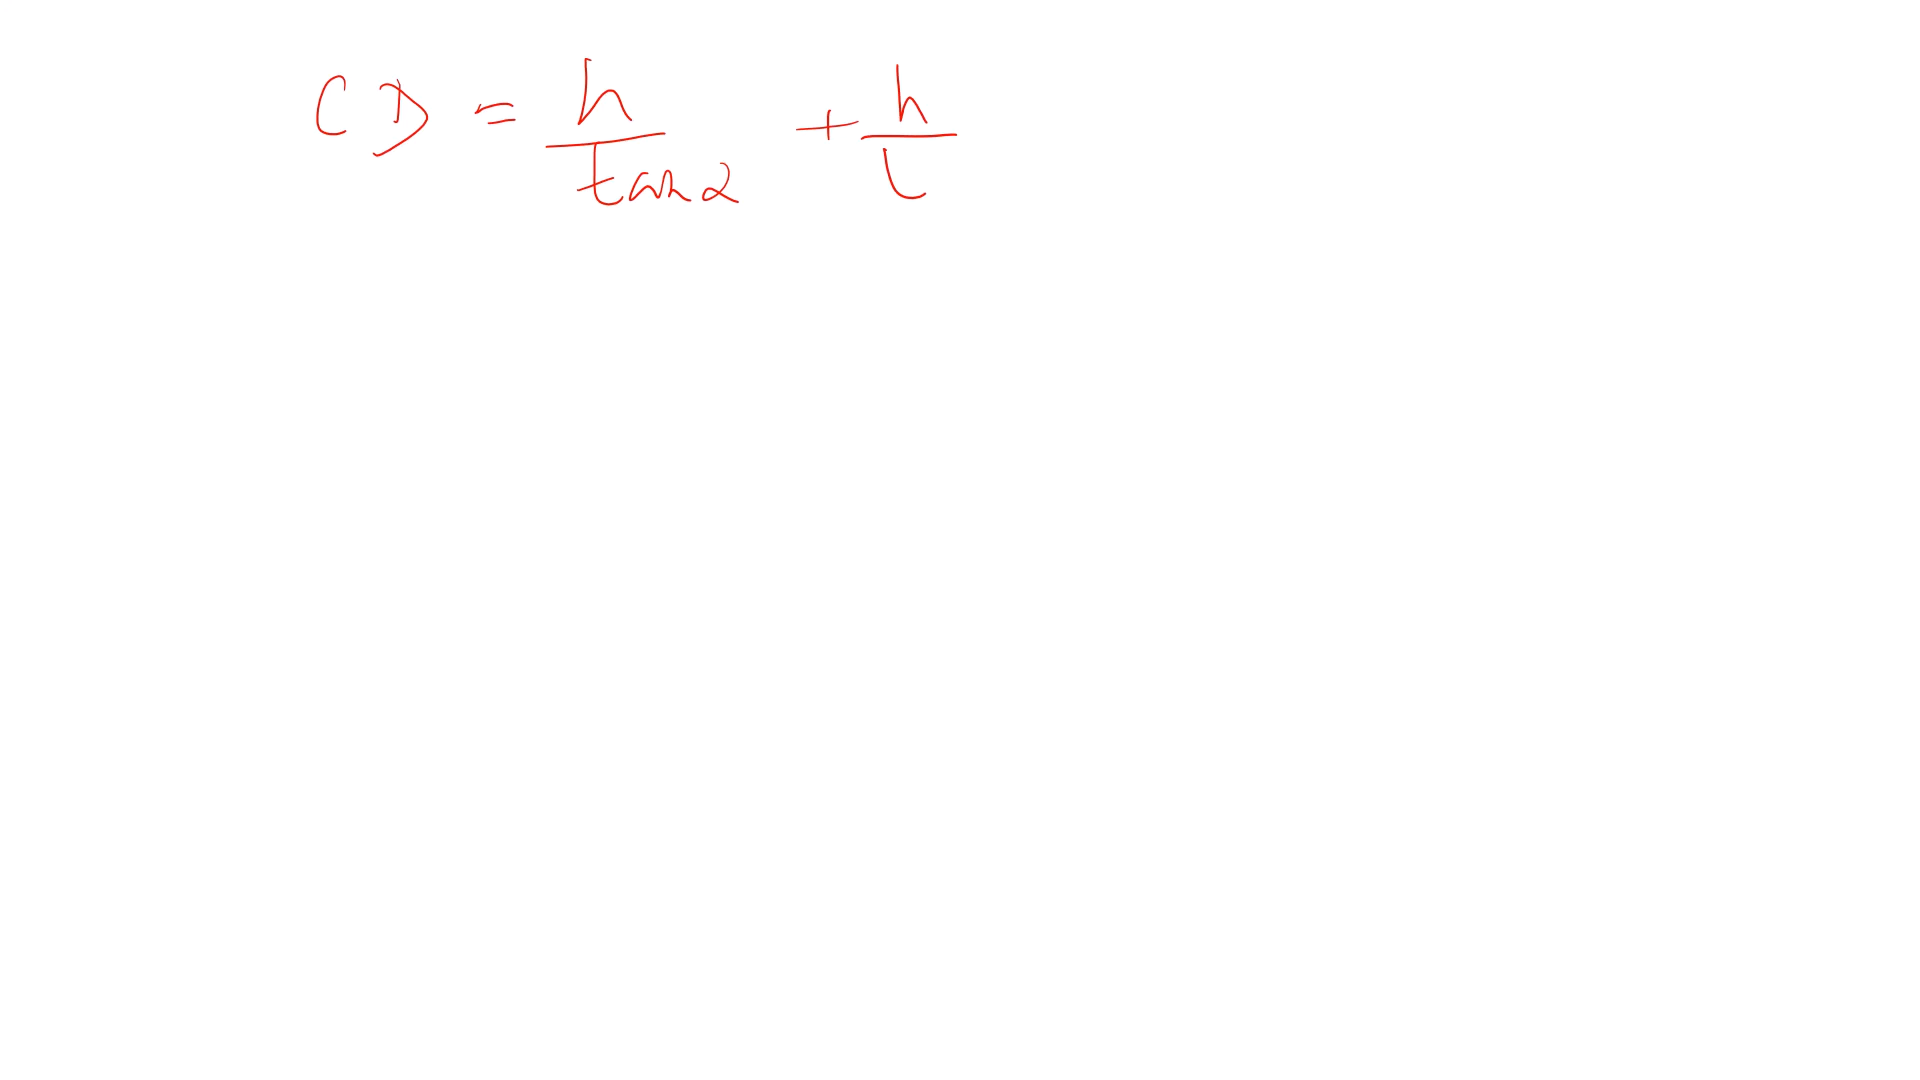 CD = h/tanα + h/t